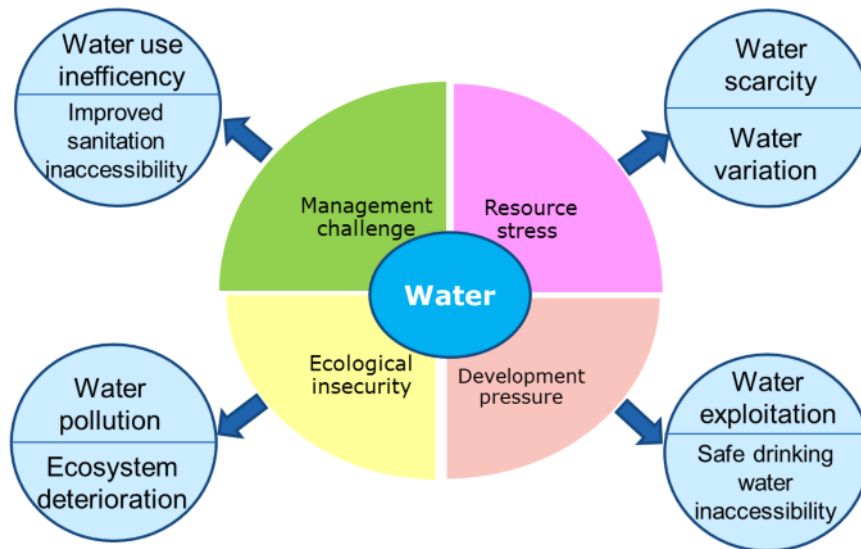 Water use
inefficency
Improved
sanitation
inaccessibility
Water
scarcity
Water
variation
Management
challenge
Resource
stress
Water
Ecological
insecurity
Development
pressure
Water
pollution
Ecosystem
deterioration
Water
exploitation
Safe drinking
water
inaccessibility